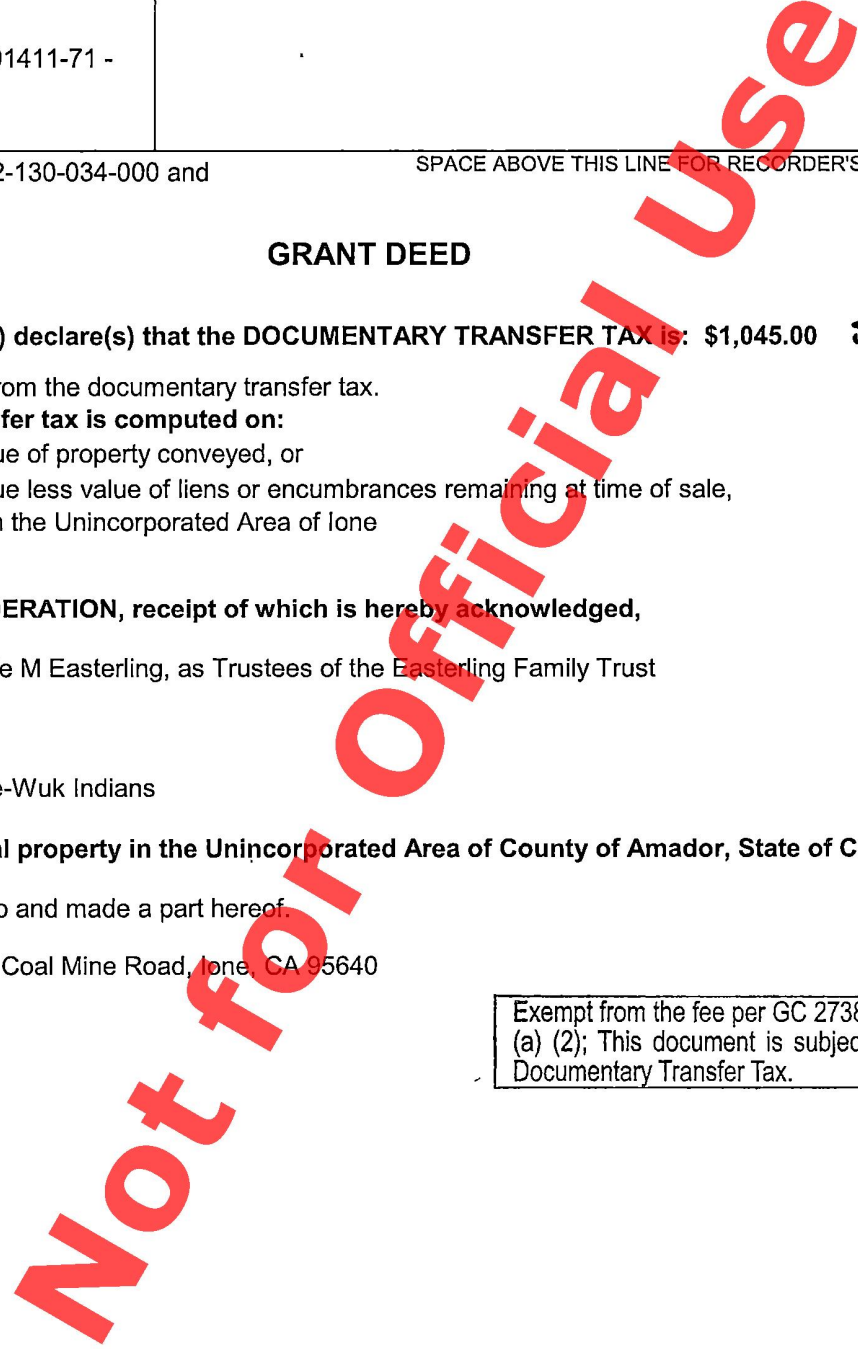 01411-71 -
2-130-034-000 and
SPACE ABOVE THIS LINE FOR RECORDER'S
GRANT DEED
) declare(s) that the DOCUMENTARY TRANSFER TAX is: $1,045.00
rom the documentary transfer tax.
fer tax is computed on:
ue of property conveyed, or
ue less value of liens or encumbrances remaining at time of sale,
n the Unincorporated Area of Ione
DERATION, receipt of which is hereby acknowledged,
e M Easterling, as Trustees of the Easterling Family Trust
e-Wuk Indians
al property in the Unincorporated Area of County of Amador, State of C
o and made a part hereof.
Coal Mine Road, Ione, CA 95640
Exempt from the fee per GC 2738
(a) (2); This document is subjec
Documentary Transfer Tax.
Not for Official Use